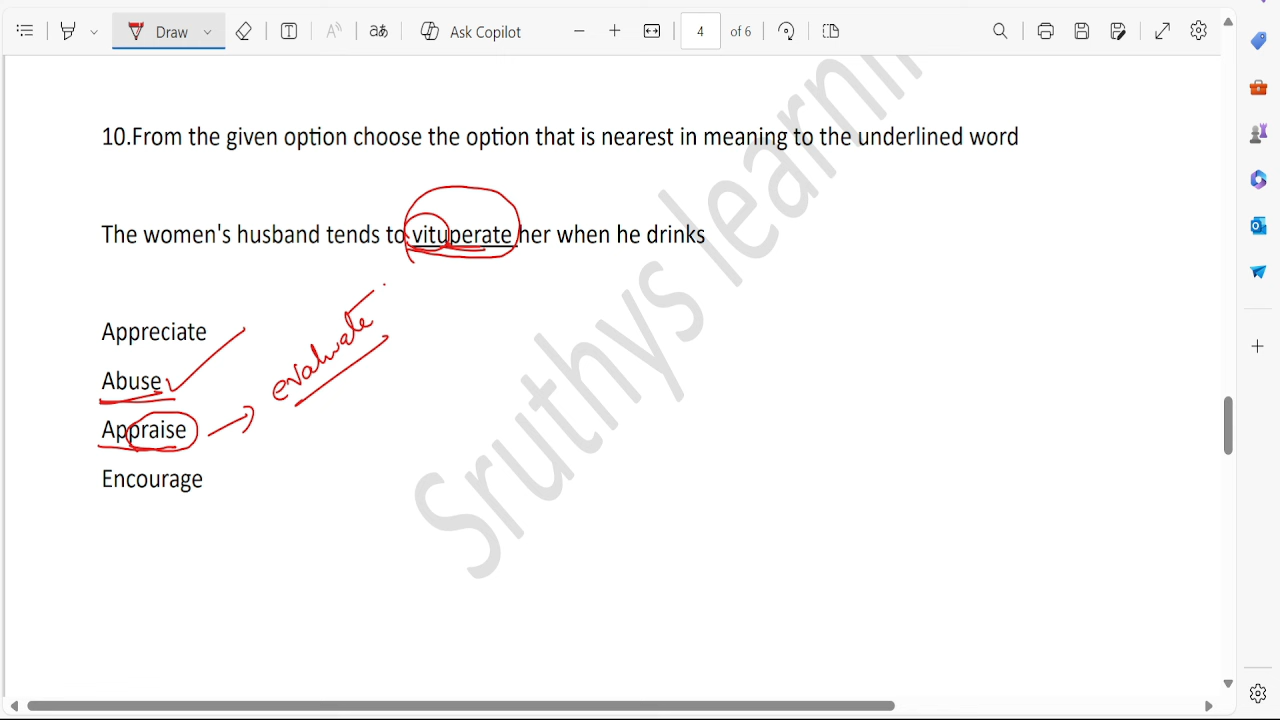 Draw
Ask Copilot
4 of 6
10.From the given option choose the option that is nearest in meaning to the underlined word
The women's husband tends to vituperate her when he drinks
Appreciate
Abuse
Appraise
evaluate
Encourage
Sruthys learni